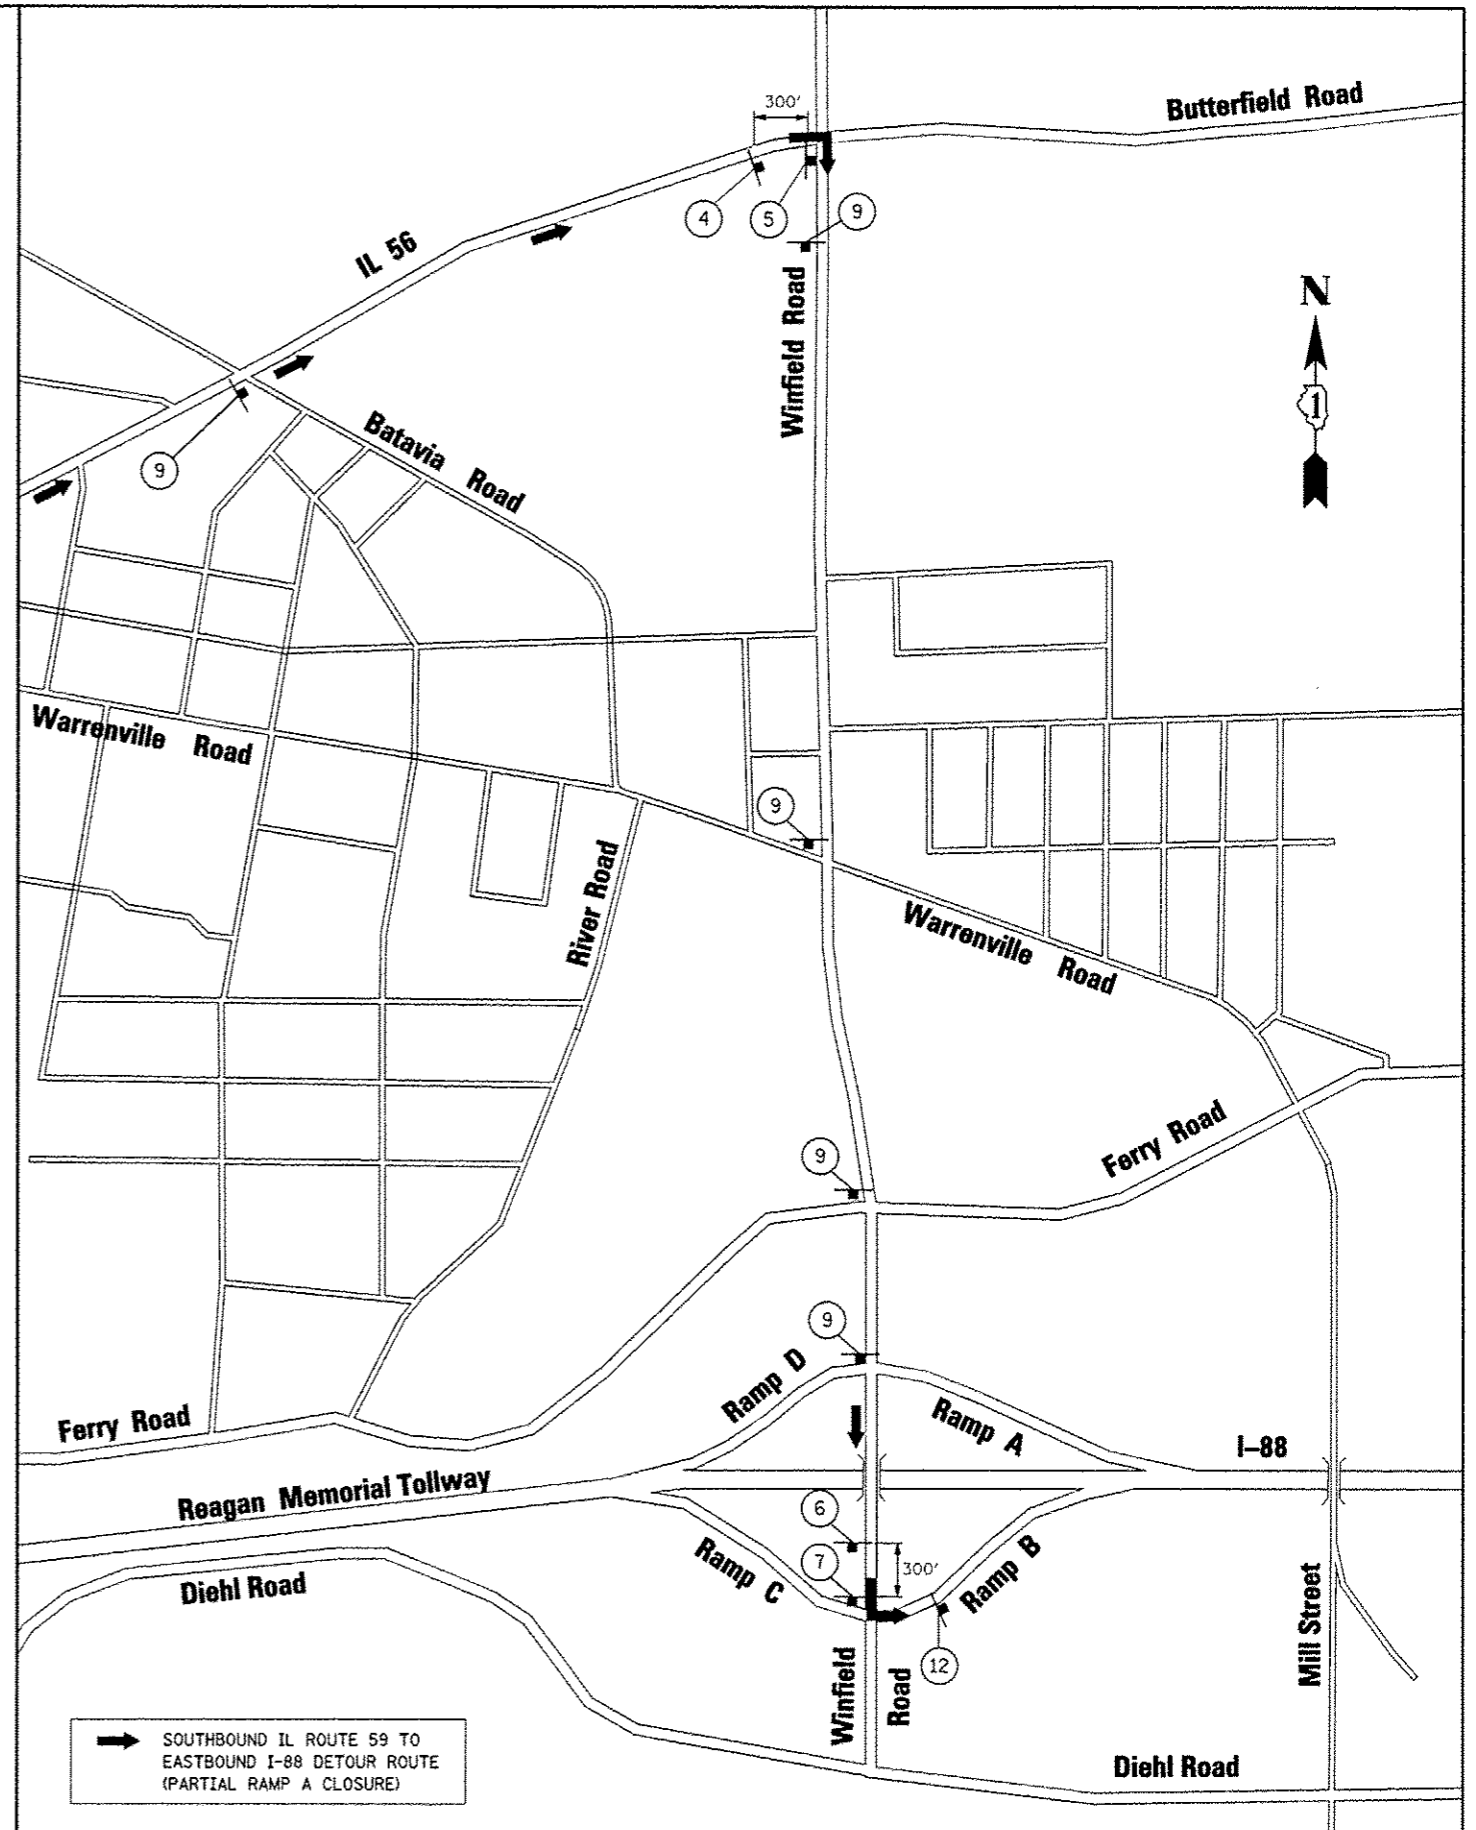 300'
Butterfield Road
4
5
9
IL 56
N
Winfield Road
1
Batavia Road
9
Warrenville Road
9
River Road
Warrenville Road
Ferry Road
9
9
Ramp D
Ramp A
Ferry Road
I-88
Reagan Memorial Tollway
6
7
300'
Ramp C
Ramp B
Diehl Road
Mill Street
12
Winfield Road
SOUTHBOUND IL ROUTE 59 TO
EASTBOUND I-88 DETOUR ROUTE
(PARTIAL RAMP A CLOSURE)
Diehl Road